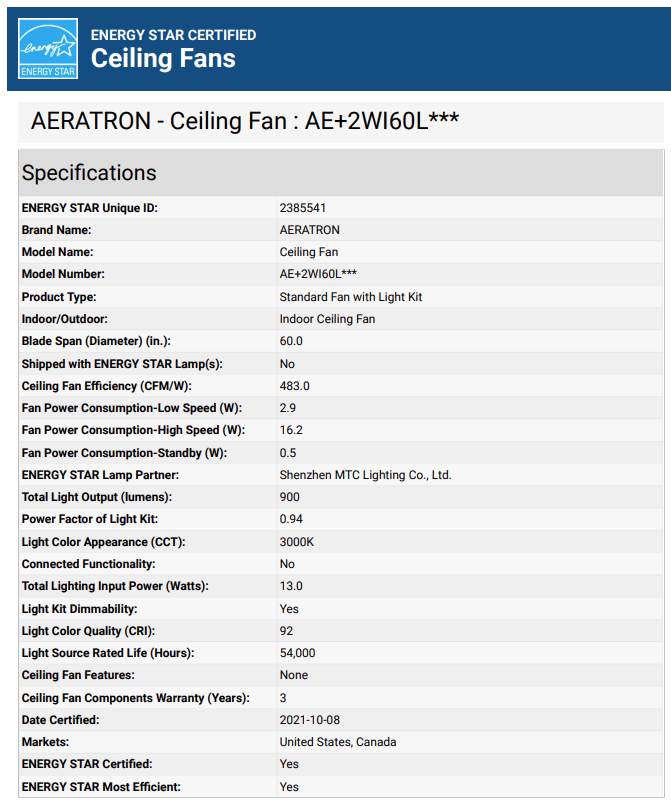 energy
ENERGY STAR
ENERGY STAR CERTIFIED
Ceiling Fans
AERATRON - Ceiling Fan : AE+2WI60L***
Specifications
ENERGY STAR Unique ID: 2385541
Brand Name: AERATRON
Model Name: Ceiling Fan
Model Number: AE+2WI60L***
Product Type: Standard Fan with Light Kit
Indoor/Outdoor: Indoor Ceiling Fan
Blade Span (Diameter) (in.): 60.0
Shipped with ENERGY STAR Lamp(s): No
Ceiling Fan Efficiency (CFM/W): 483.0
Fan Power Consumption-Low Speed (W): 2.9
Fan Power Consumption-High Speed (W): 16.2
Fan Power Consumption-Standby (W): 0.5
ENERGY STAR Lamp Partner: Shenzhen MTC Lighting Co., Ltd.
Total Light Output (lumens): 900
Power Factor of Light Kit: 0.94
Light Color Appearance (CCT): 3000K
Connected Functionality: No
Total Lighting Input Power (Watts): 13.0
Light Kit Dimmability: Yes
Light Color Quality (CRI): 92
Light Source Rated Life (Hours): 54,000
Ceiling Fan Features: None
Ceiling Fan Components Warranty (Years): 3
Date Certified: 2021-10-08
Markets: United States, Canada
ENERGY STAR Certified: Yes
ENERGY STAR Most Efficient: Yes